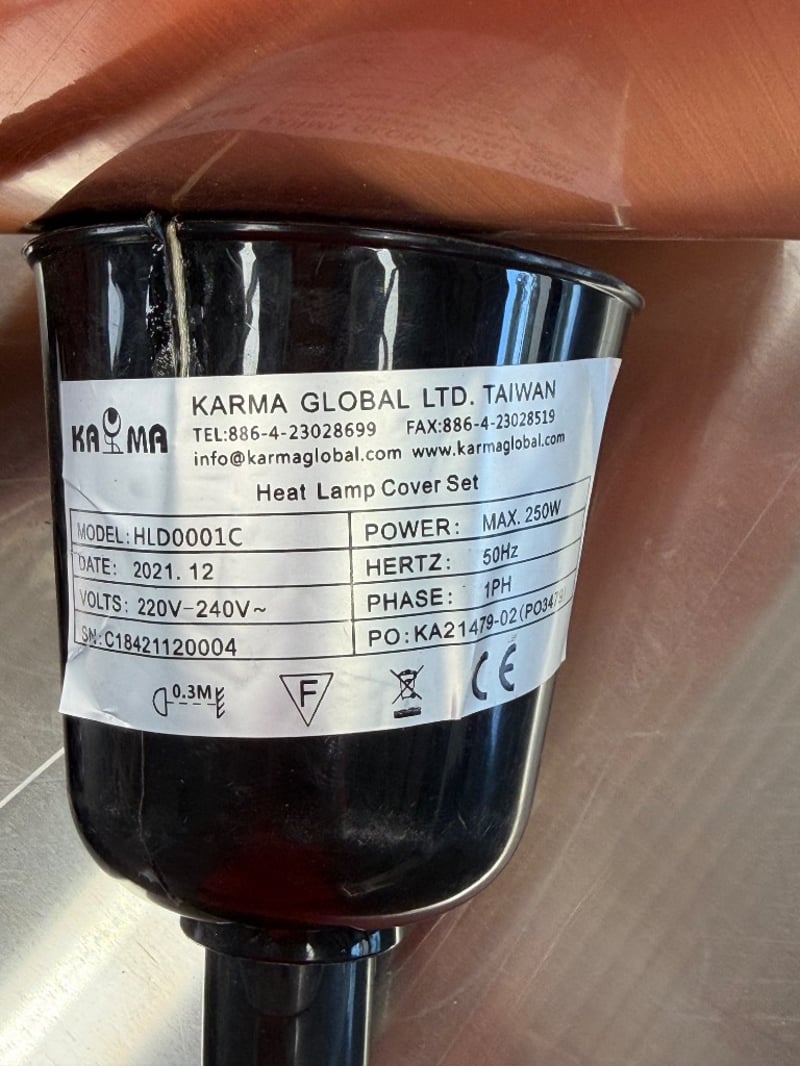 KARMA
KARMA GLOBAL LTD. TAIWAN
TEL:886-4-23028699 FAX:886-4-23028519
info@karmaglobal.com www.karmaglobal.com
Heat Lamp Cover Set
MODEL: HLD0001C POWER: MAX. 250W
DATE: 2021. 12 HERTZ: 50Hz
VOLTS: 220V-240V~ PHASE: 1PH
SN:C18421120004 PO:KA21479-02
0.3M F CE